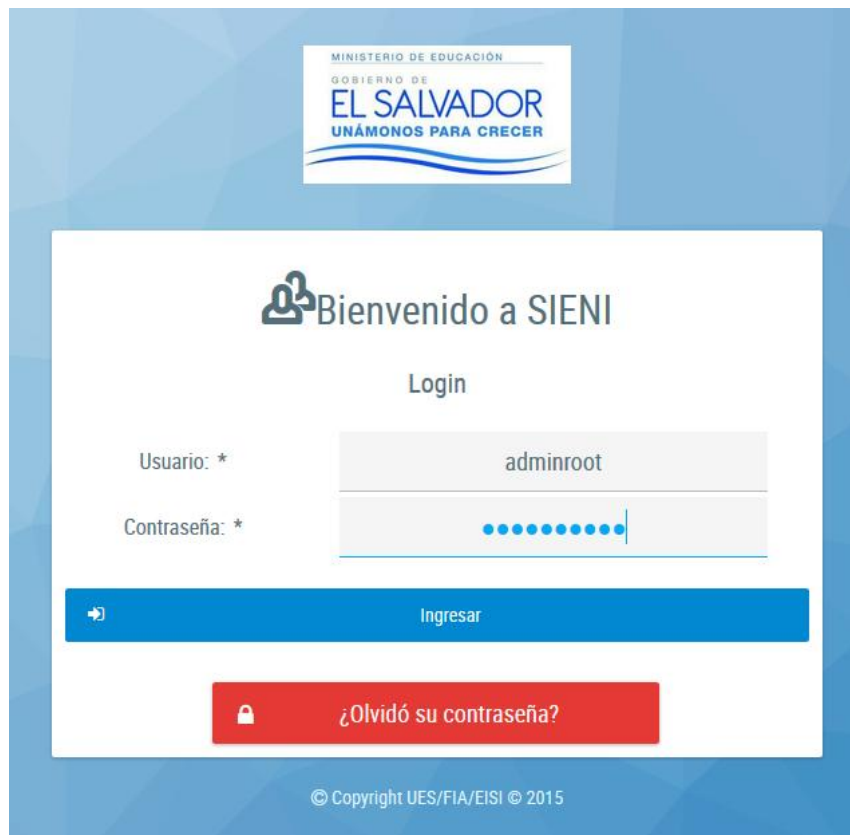 MINISTERIO DE EDUCACIÓN
GOBIERNO DE
EL SALVADOR
UNÁMONOS PARA CRECER
Bienvenido a SIENI
Login
Usuario: * adminroot
Contraseña: * ●●●●●●●●●●
Ingresar
¿Olvidó su contraseña?
© Copyright UES/FIA/EISI © 2015